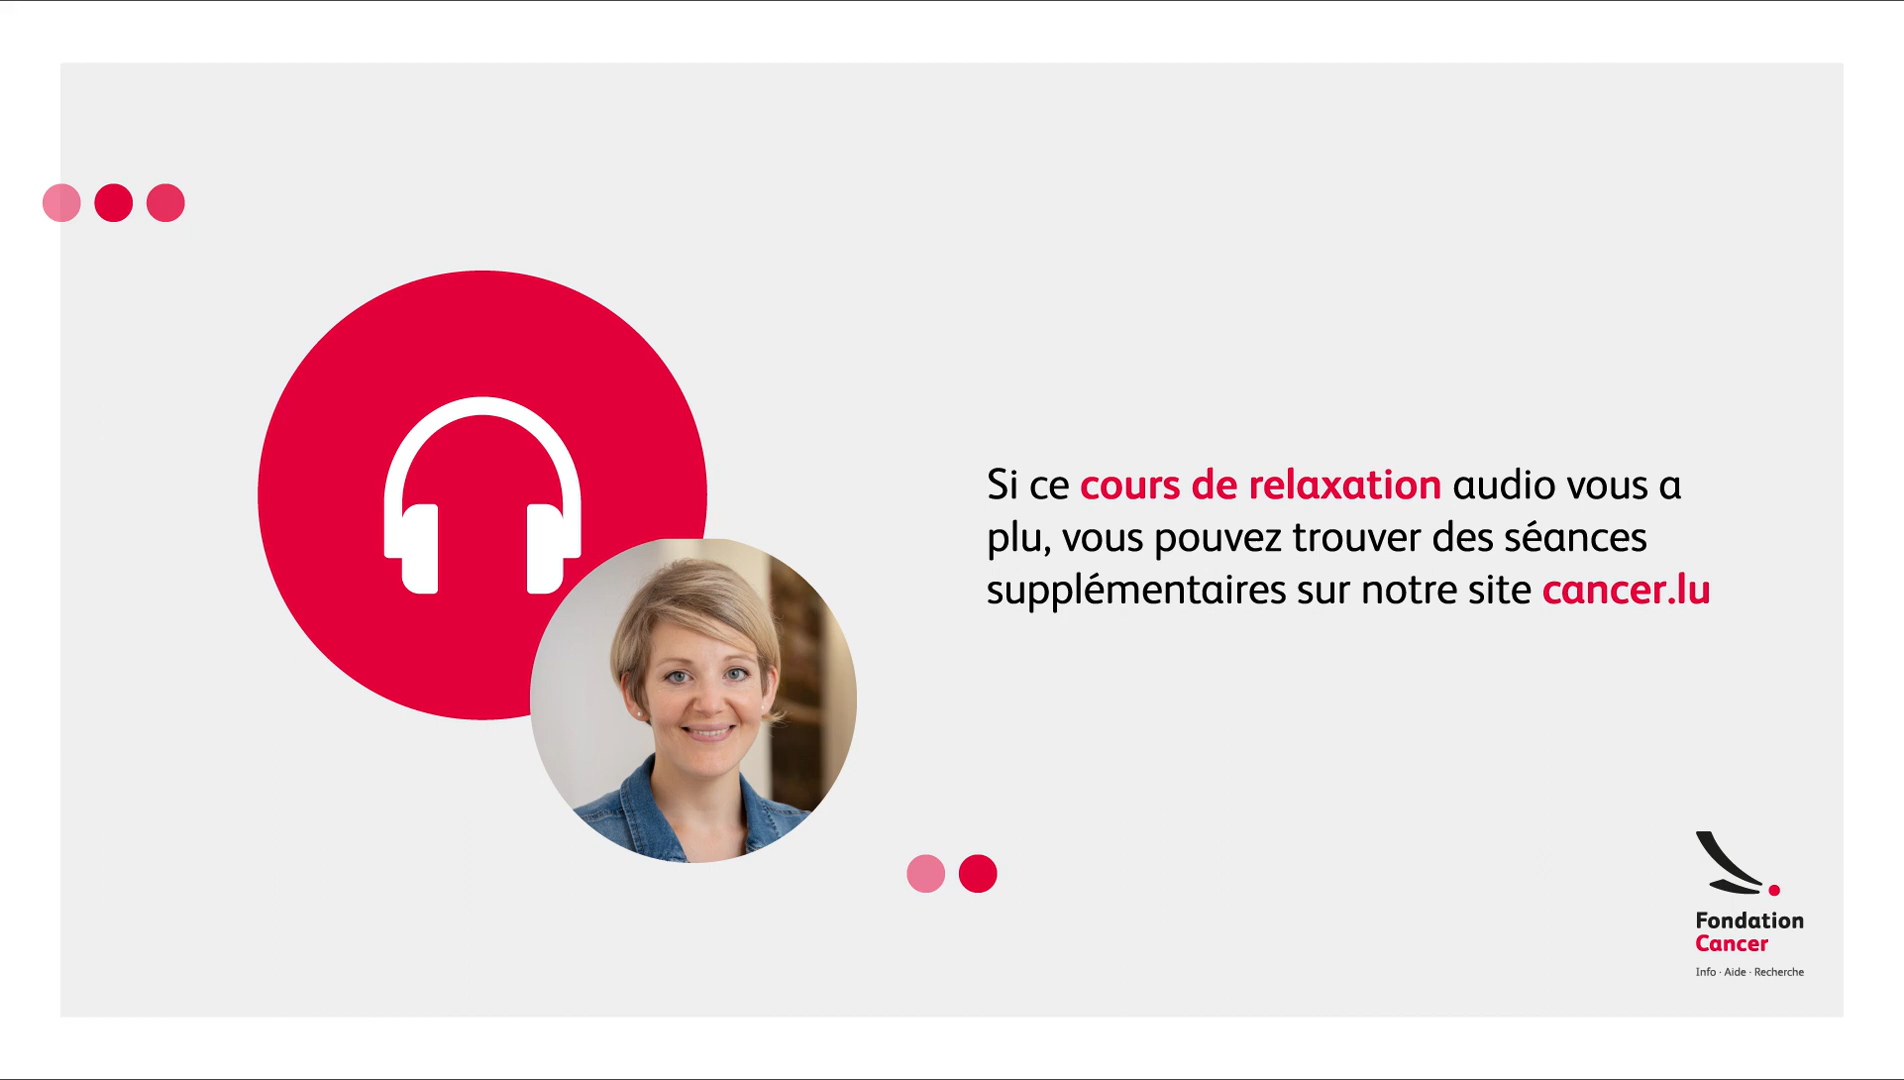 Si ce cours de relaxation audio vous a
plu, vous pouvez trouver des séances
supplémentaires sur notre site cancer.lu
Fondation
Cancer
Info · Aide · Recherche